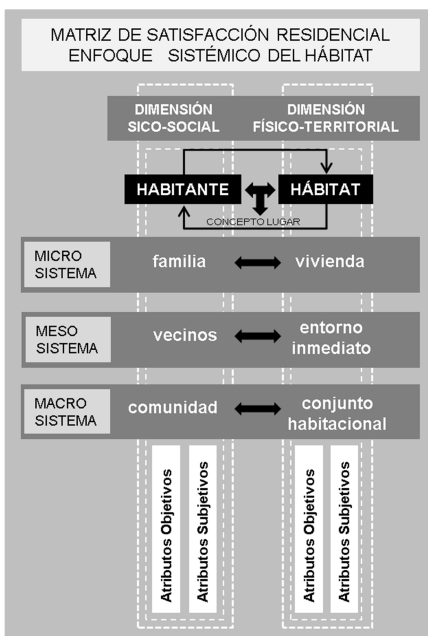 MATRIZ DE SATISFACCIÓN RESIDENCIAL
ENFOQUE SISTÉMICO DEL HÁBITAT
DIMENSIÓN
SICO-SOCIAL
DIMENSIÓN
FÍSICO-TERRITORIAL
HABITANTE
HÁBITAT
CONCEPTO LUGAR
MICRO
SISTEMA
familia
vivienda
MESO
SISTEMA
vecinos
entorno
inmediato
MACRO
SISTEMA
comunidad
conjunto
habitacional
Atributos Objetivos
Atributos Subjetivos
Atributos Objetivos
Atributos Subjetivos